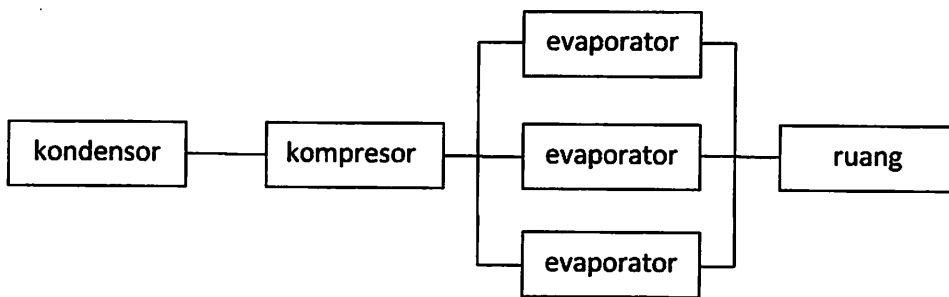 evaporator
kondensor
kompresor
evaporator
ruang
evaporator